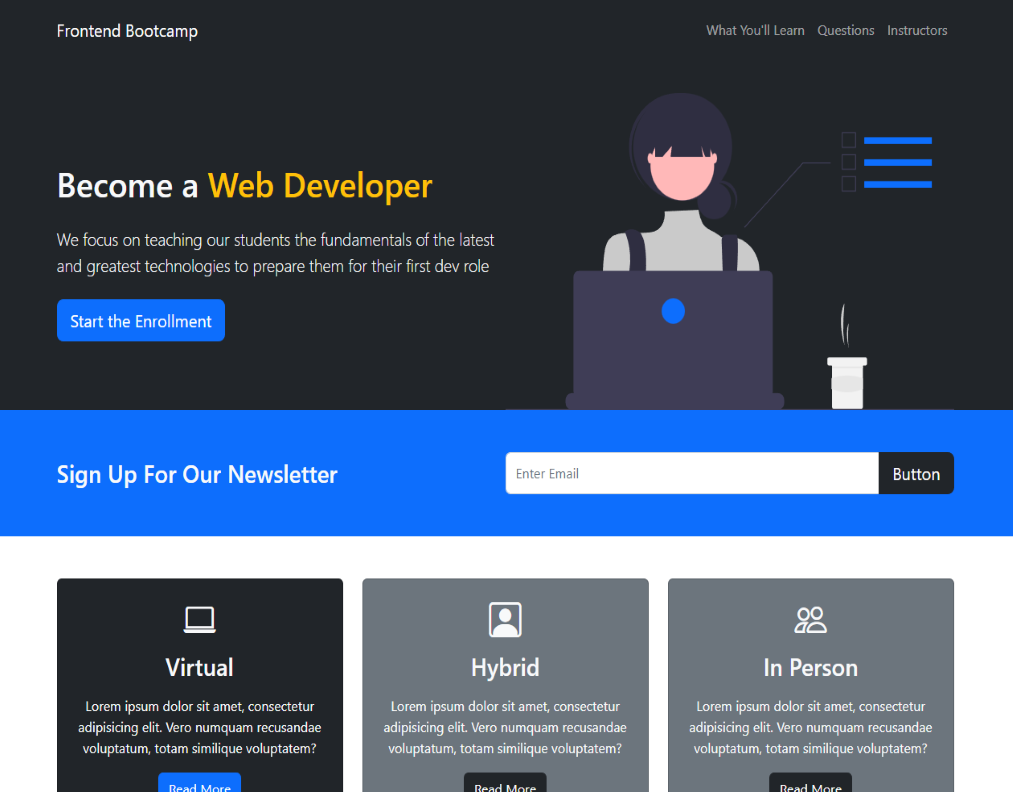 Frontend Bootcamp
What You'll Learn Questions Instructors
Become a Web Developer
We focus on teaching our students the fundamentals of the latest
and greatest technologies to prepare them for their first dev role
Start the Enrollment
Sign Up For Our Newsletter
Enter Email
Button
Virtual
Lorem ipsum dolor sit amet, consectetur
adipisicing elit. Vero numquam recusandae
voluptatum, totam similique voluptatem?
Read More
Hybrid
Lorem ipsum dolor sit amet, consectetur
adipisicing elit. Vero numquam recusandae
voluptatum, totam similique voluptatem?
Read More
In Person
Lorem ipsum dolor sit amet, consectetur
adipisicing elit. Vero numquam recusandae
voluptatum, totam similique voluptatem?
Read More